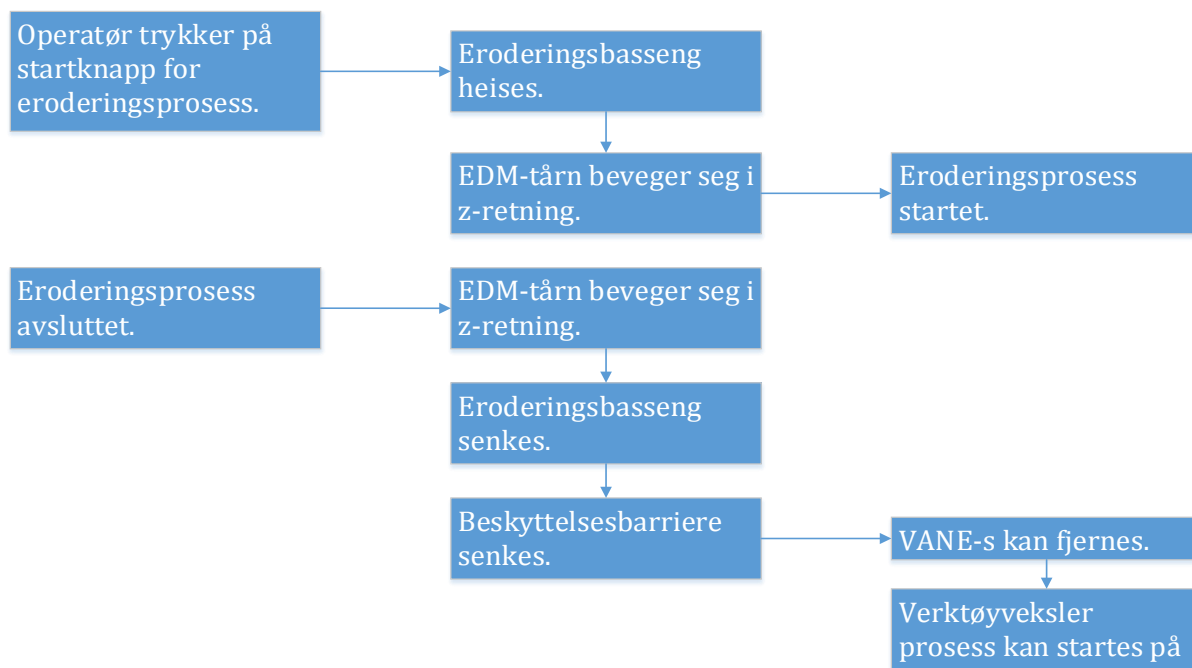 Operatør trykker på
startknapp for
eroderingsprosess.
Eroderingsbasseng
heises.
EDM-tårn beveger seg i
z-retning.
Eroderingsprosess
startet.
Eroderingsprosess
avsluttet.
EDM-tårn beveger seg i
z-retning.
Eroderingsbasseng
senkes.
Beskyttelsesbarriere
senkes.
VANE-s kan fjernes.
Verktøyveksler
prosess kan startes på